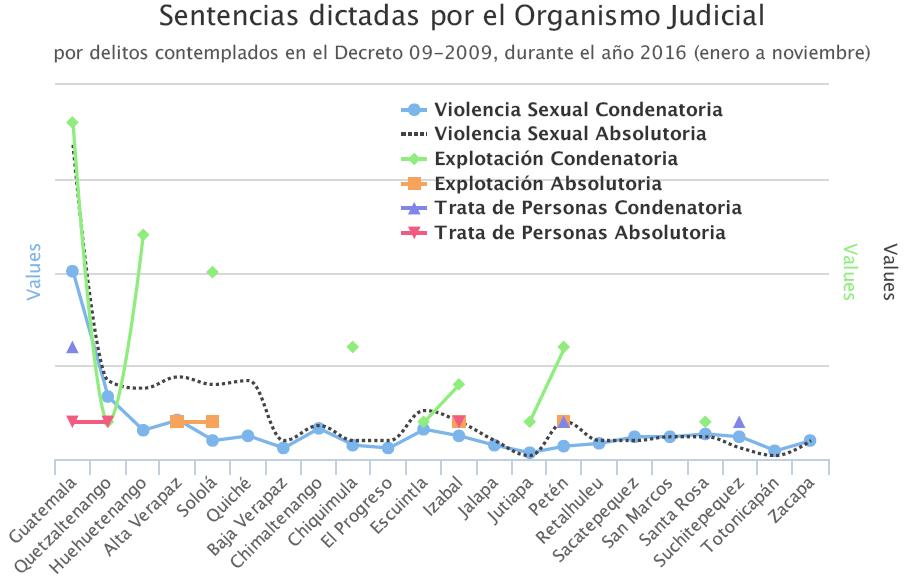 Sentencias dictadas por el Organismo Judicial
por delitos contemplados en el Decreto 09-2009, durante el año 2016 (enero a noviembre)
Violencia Sexual Condenatoria
Violencia Sexual Absolutoria
Explotación Condenatoria
Explotación Absolutoria
Trata de Personas Condenatoria
Trata de Personas Absolutoria
Values
Values
Values
Guatemala
Quetzaltenango
Huehuetenango
Alta Verapaz
Sololá
Quiché
Baja Verapaz
Chimaltenango
Chiquimula
El Progreso
Escuintla
Izabal
Jalapa
Jutiapa
Petén
Retalhuleu
Sacatepequez
San Marcos
Santa Rosa
Suchitepequez
Totonicapán
Zacapa